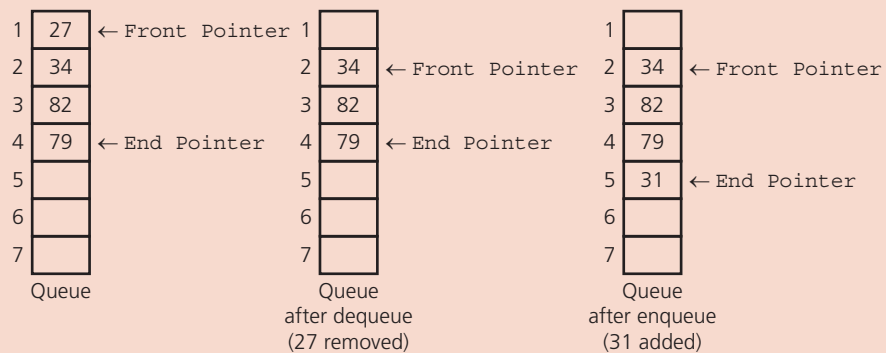 1 27 ← Front Pointer
2 34
3 82
4 79 ← End Pointer
5
6
7
Queue
1
2 34 ← Front Pointer
3 82
4 79 ← End Pointer
5
6
7
Queue
after dequeue
(27 removed)
1
2 34 ← Front Pointer
3 82
4 79
5 31 ← End Pointer
6
7
Queue
after enqueue
(31 added)